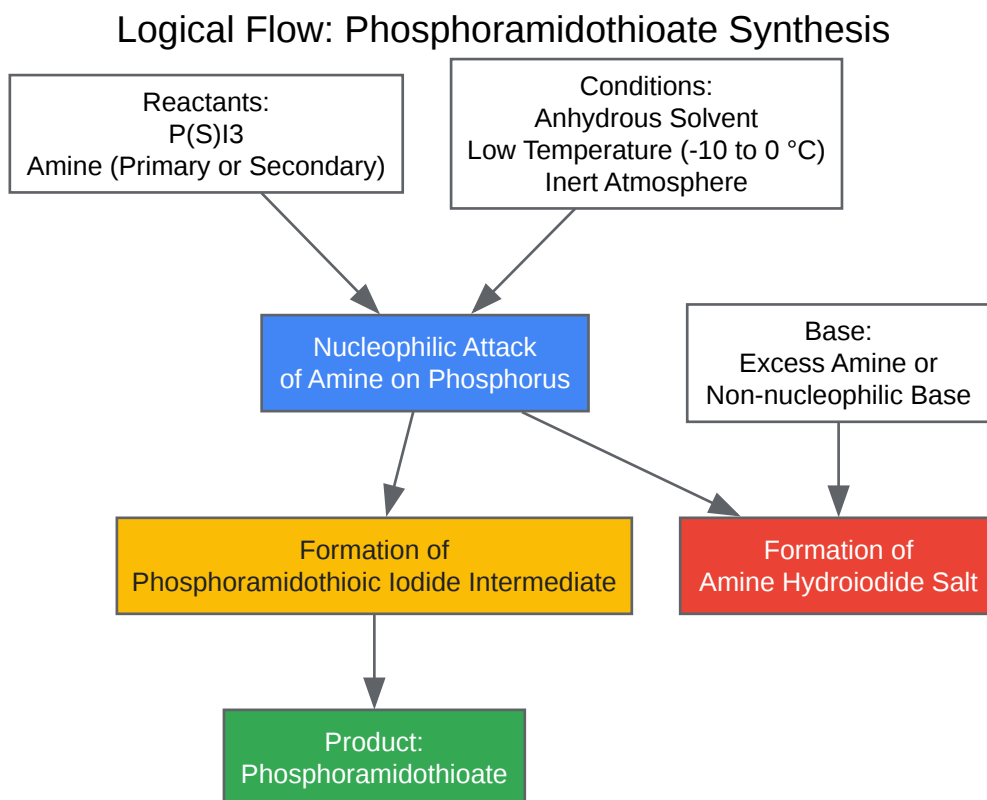 Logical Flow: Phosphoramidothioate Synthesis
Reactants:
P(S)I3
Amine (Primary or Secondary)
Conditions:
Anhydrous Solvent
Low Temperature (-10 to 0 °C)
Inert Atmosphere
Nucleophilic Attack
of Amine on Phosphorus
Base:
Excess Amine or
Non-nucleophilic Base
Formation of
Phosphoramidothioic Iodide Intermediate
Formation of
Amine Hydroiodide Salt
Product:
Phosphoramidothioate